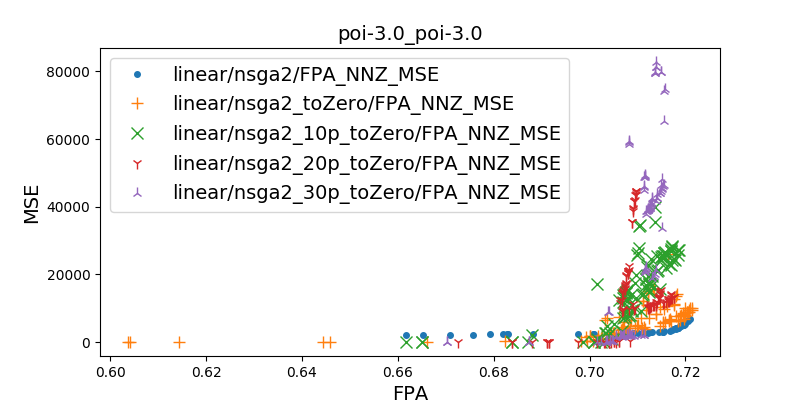 poi-3.0_poi-3.0
linear/nsga2/FPA_NNZ_MSE
linear/nsga2_toZero/FPA_NNZ_MSE
linear/nsga2_10p_toZero/FPA_NNZ_MSE
linear/nsga2_20p_toZero/FPA_NNZ_MSE
linear/nsga2_30p_toZero/FPA_NNZ_MSE
MSE
80000
60000
40000
20000
0
0.60 0.62 0.64 0.66 0.68 0.70 0.72
FPA